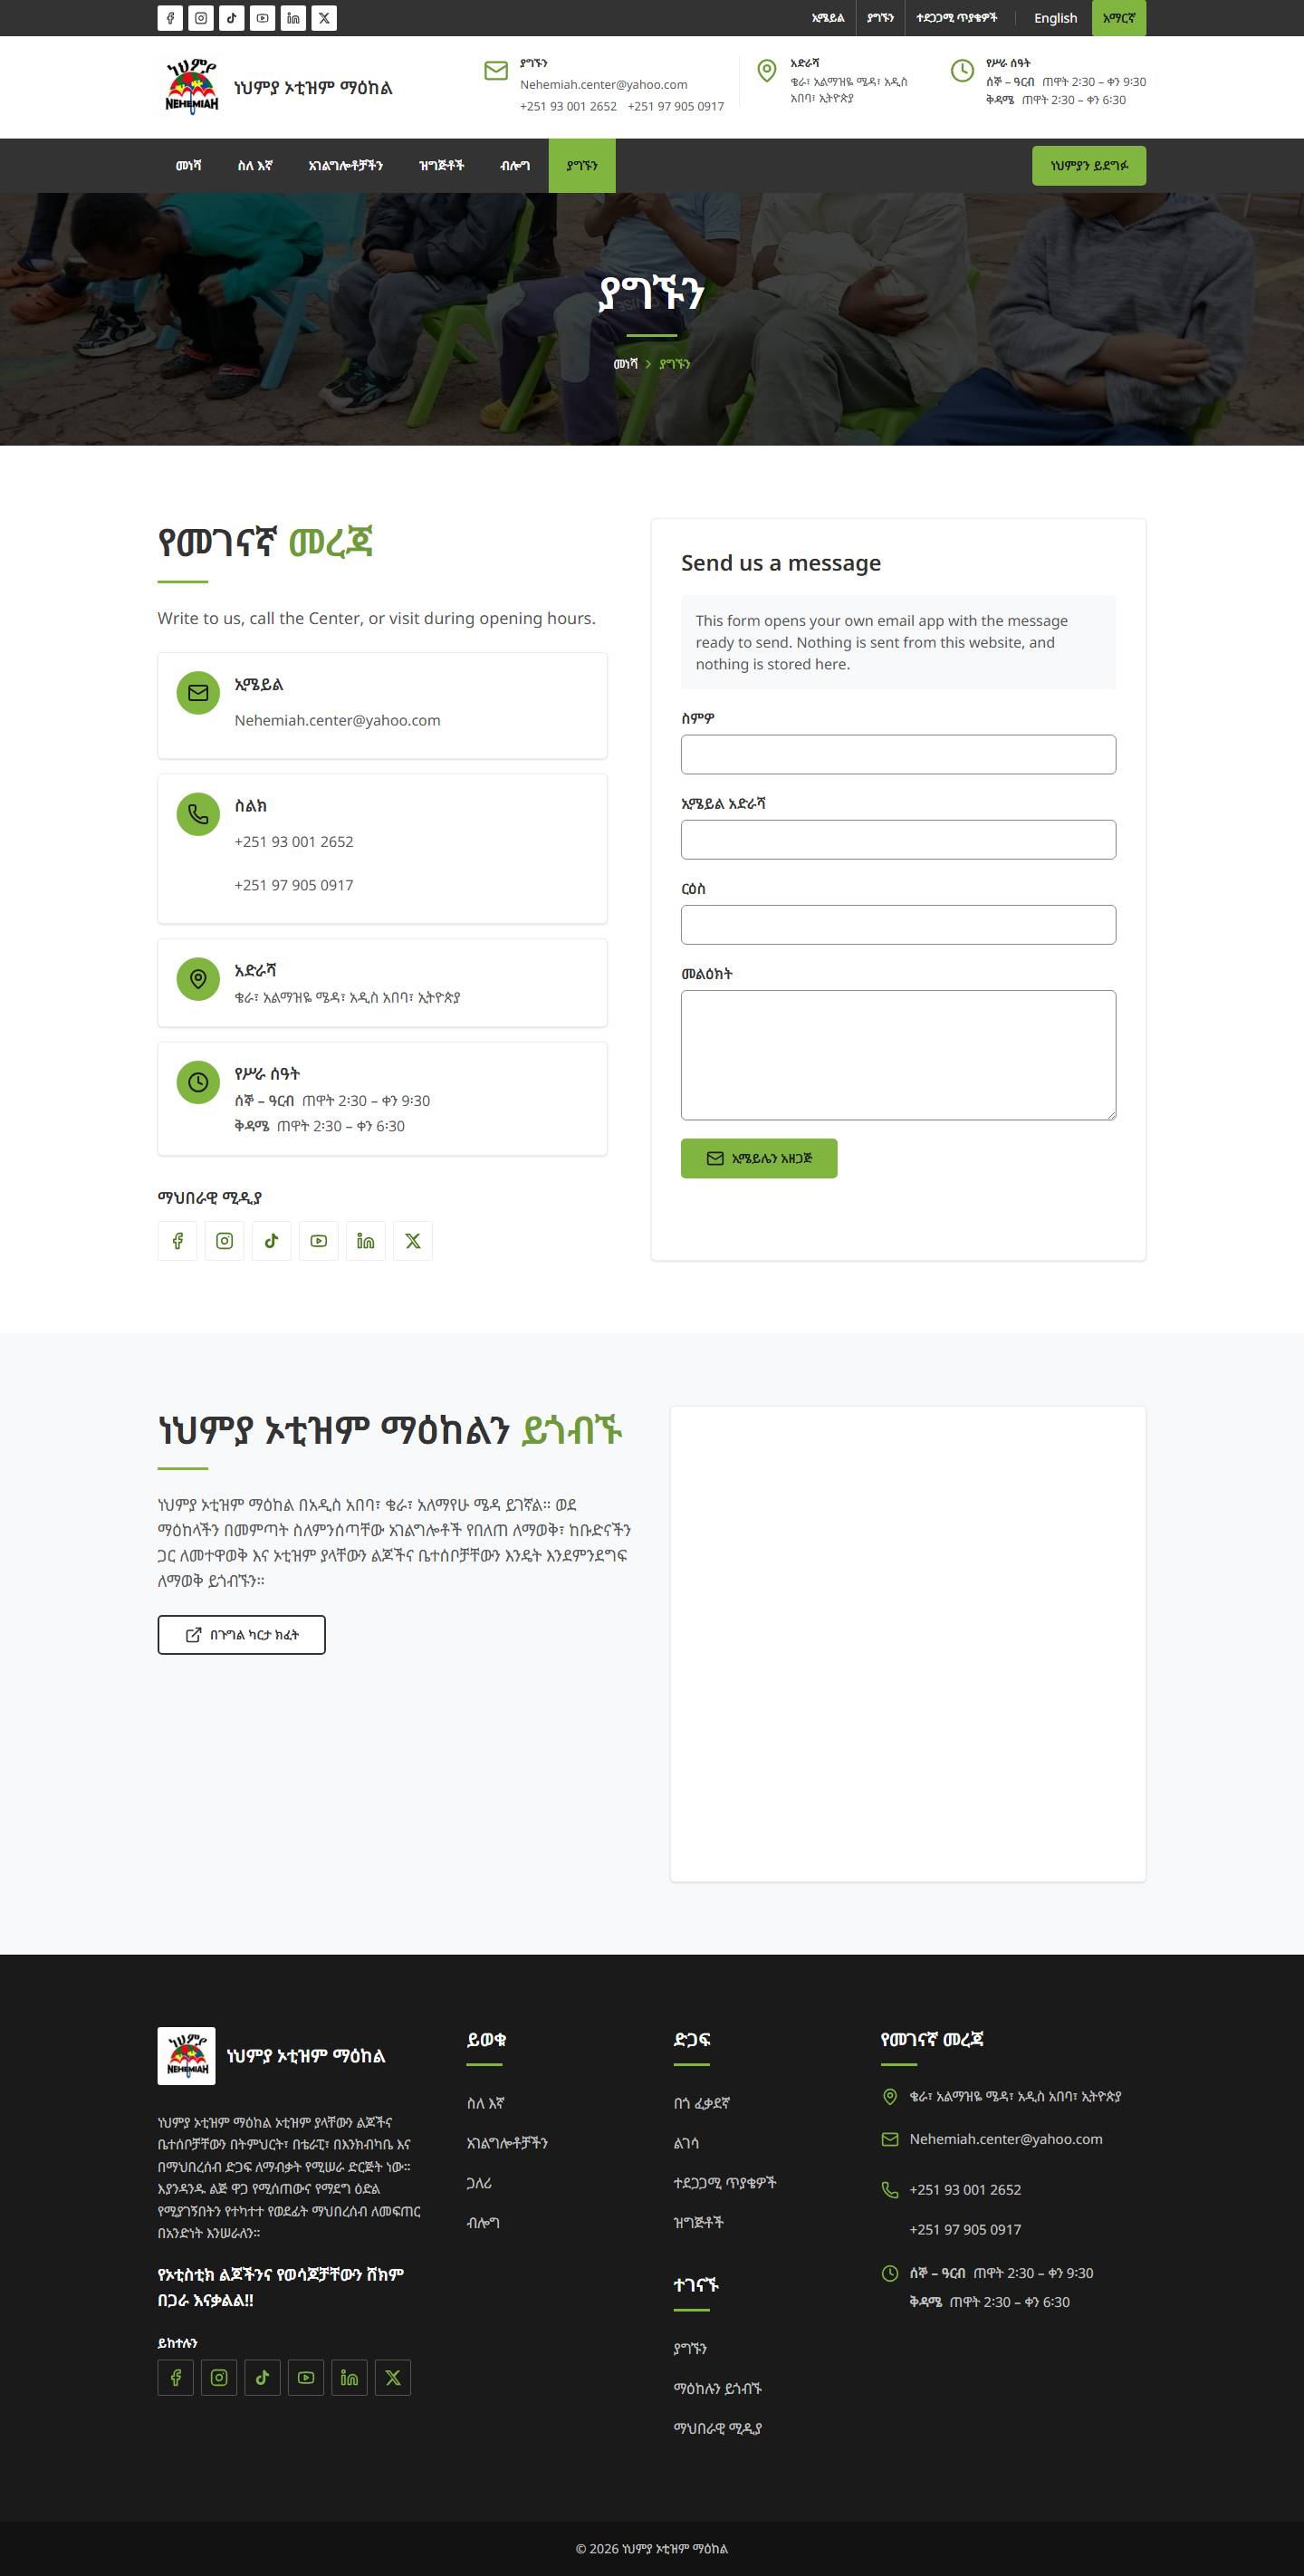 ኢሜይል
ያግኙን
ተደጋጋሚ ጥያቄዎች
English
አማርኛ
ነህምያ
NEHEMIAH
ነህምያ ኦቲዝም ማዕከል
ያግኙን
Nehemiah.center@yahoo.com
+251 93 001 2652 +251 97 905 0917
አድራሻ
ቄራ፣ አልማዝዬ ሜዳ፣ አዲስ
አበባ፣ ኢትዮጵያ
የሥራ ሰዓት
ሰኞ – ዓርብ ጠዋት 2፡30 – ቀን 9፡30
ቅዳሜ ጠዋት 2፡30 – ቀን 6፡30
መነሻ
ስለ እኛ
አገልግሎቶቻችን
ዝግጅቶች
ብሎግ
ያግኙን
ነህምያን ይደግፉ
ያግኙን
መነሻ > ያግኙን
የመገናኛ መረጃ
Write to us, call the Center, or visit during opening hours.
ኢሜይል
Nehemiah.center@yahoo.com
ስልክ
+251 93 001 2652
+251 97 905 0917
አድራሻ
ቄራ፣ አልማዝዬ ሜዳ፣ አዲስ አበባ፣ ኢትዮጵያ
የሥራ ሰዓት
ሰኞ – ዓርብ ጠዋት 2፡30 – ቀን 9፡30
ቅዳሜ ጠዋት 2፡30 – ቀን 6፡30
ማህበራዊ ሚዲያ
Send us a message
This form opens your own email app with the message
ready to send. Nothing is sent from this website, and
nothing is stored here.
ስምዎ
ኢሜይል አድራሻ
ርዕስ
መልዕክት
ኢሜይሌን አዘጋጅ
ነህምያ ኦቲዝም ማዕከልን ይጎብኙ
ነህምያ ኦቲዝም ማዕከል በአዲስ አበባ፣ ቄራ፣ አለማየሁ ሜዳ ይገኛል። ወደ
ማዕከላችን በመምጣት ስለምንሰጣቸው አገልግሎቶች የበለጠ ለማወቅ፣ ከቡድናችን
ጋር ለመተዋወቅ እና ኦቲዝም ያላቸውን ልጆችና ቤተሰቦቻቸውን እንዴት እንደምንደግፍ
ለማወቅ ይጎብኙን።
በጉግል ካርታ ክፈት
ነህምያ
NEHEMIAH
ነህምያ ኦቲዝም ማዕከል
ነህምያ ኦቲዝም ማዕከል ኦቲዝም ያላቸውን ልጆችና
ቤተሰቦቻቸውን በትምህርት፣ በቴራፒ፣ በእንክብካቤ እና
በማህበረሰብ ድጋፍ ለማብቃት የሚሠራ ድርጅት ነው።
እያንዳንዱ ልጅ ዋጋ የሚሰጠውና የማደግ ዕድል
የሚያገኝበትን የተካተተ የወደፊት ማህበረሰብ ለመፍጠር
በአንድነት እንሠራለን።
የኦቲስቲክ ልጆችንና የወላጆቻቸውን ሸክም
በጋራ እናቃልል!!
ይከተሉን
ይወቁ
ስለ እኛ
አገልግሎቶቻችን
ጋለሪ
ብሎግ
ድጋፍ
በጎ ፈቃደኛ
ልገሳ
ተደጋጋሚ ጥያቄዎች
ዝግጅቶች
ተገናኙ
ያግኙን
ማዕከሉን ይጎብኙ
ማህበራዊ ሚዲያ
የመገናኛ መረጃ
ቄራ፣ አልማዝዬ ሜዳ፣ አዲስ አበባ፣ ኢትዮጵያ
Nehemiah.center@yahoo.com
+251 93 001 2652
+251 97 905 0917
ሰኞ – ዓርብ ጠዋት 2፡30 – ቀን 9፡30
ቅዳሜ ጠዋት 2፡30 – ቀን 6፡30
© 2026 ነህምያ ኦቲዝም ማዕከል